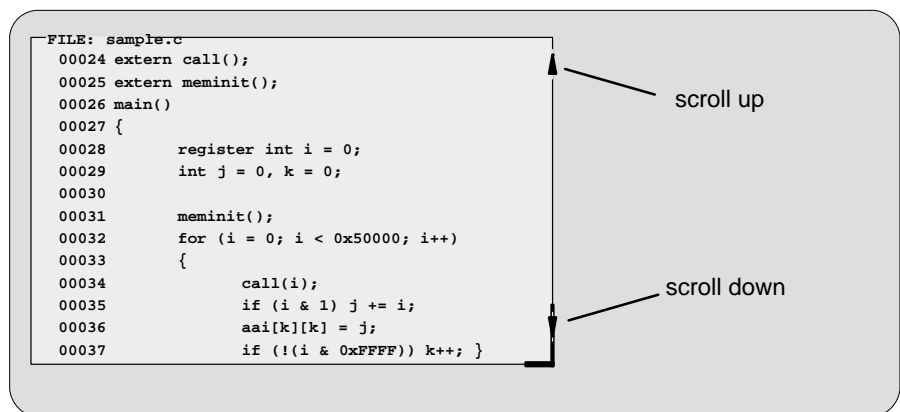 FILE: sample.c
00024 extern call();
00025 extern meminit();
00026 main()
00027 {
00028 register int i = 0;
00029 int j = 0, k = 0;
00030
00031 meminit();
00032 for (i = 0; i < 0x50000; i++)
00033 {
00034 call(i);
00035 if (i & 1) j += i;
00036 aai[k][k] = j;
00037 if (!(i & 0xFFFF)) k++; }
scroll up
scroll down